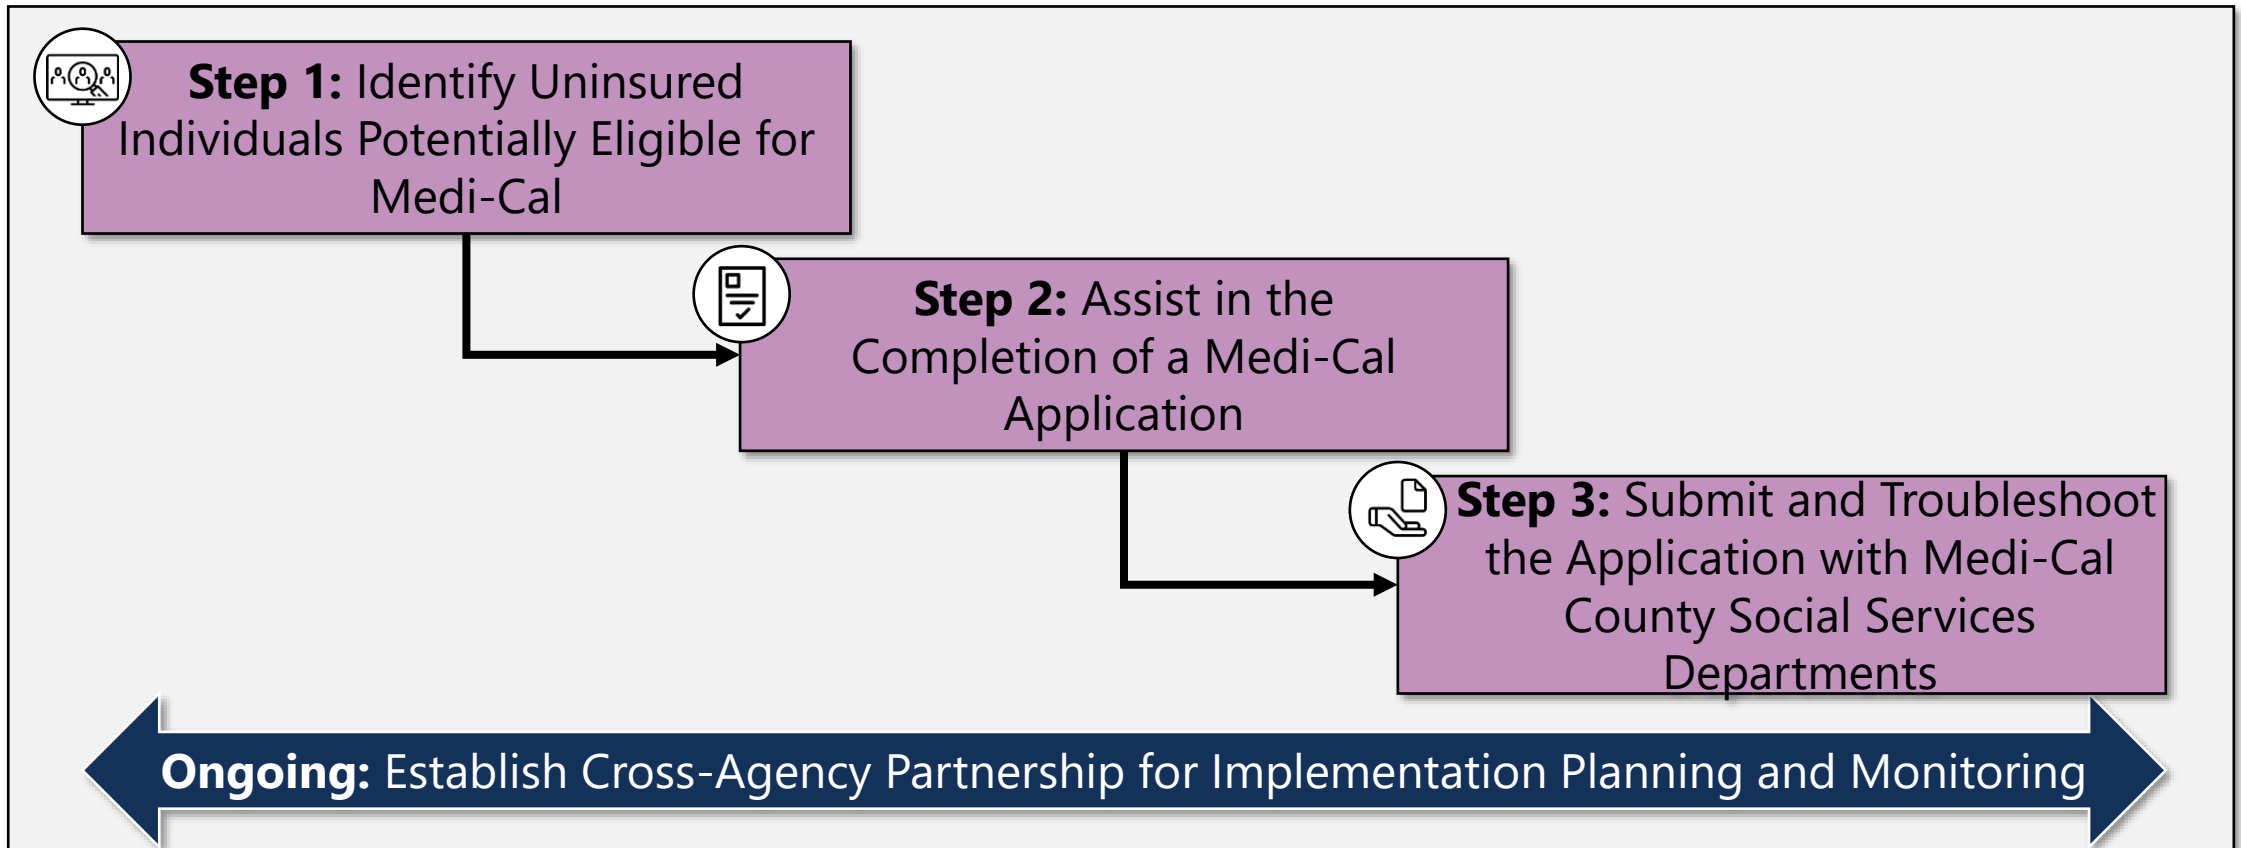 Step 1: Identify Uninsured
Individuals Potentially Eligible for
Medi-Cal
Step 2: Assist in the
Completion of a Medi-Cal
Application
Step 3: Submit and Troubleshoot
the Application with Medi-Cal
County Social Services
Departments
Ongoing: Establish Cross-Agency Partnership for Implementation Planning and Monitoring